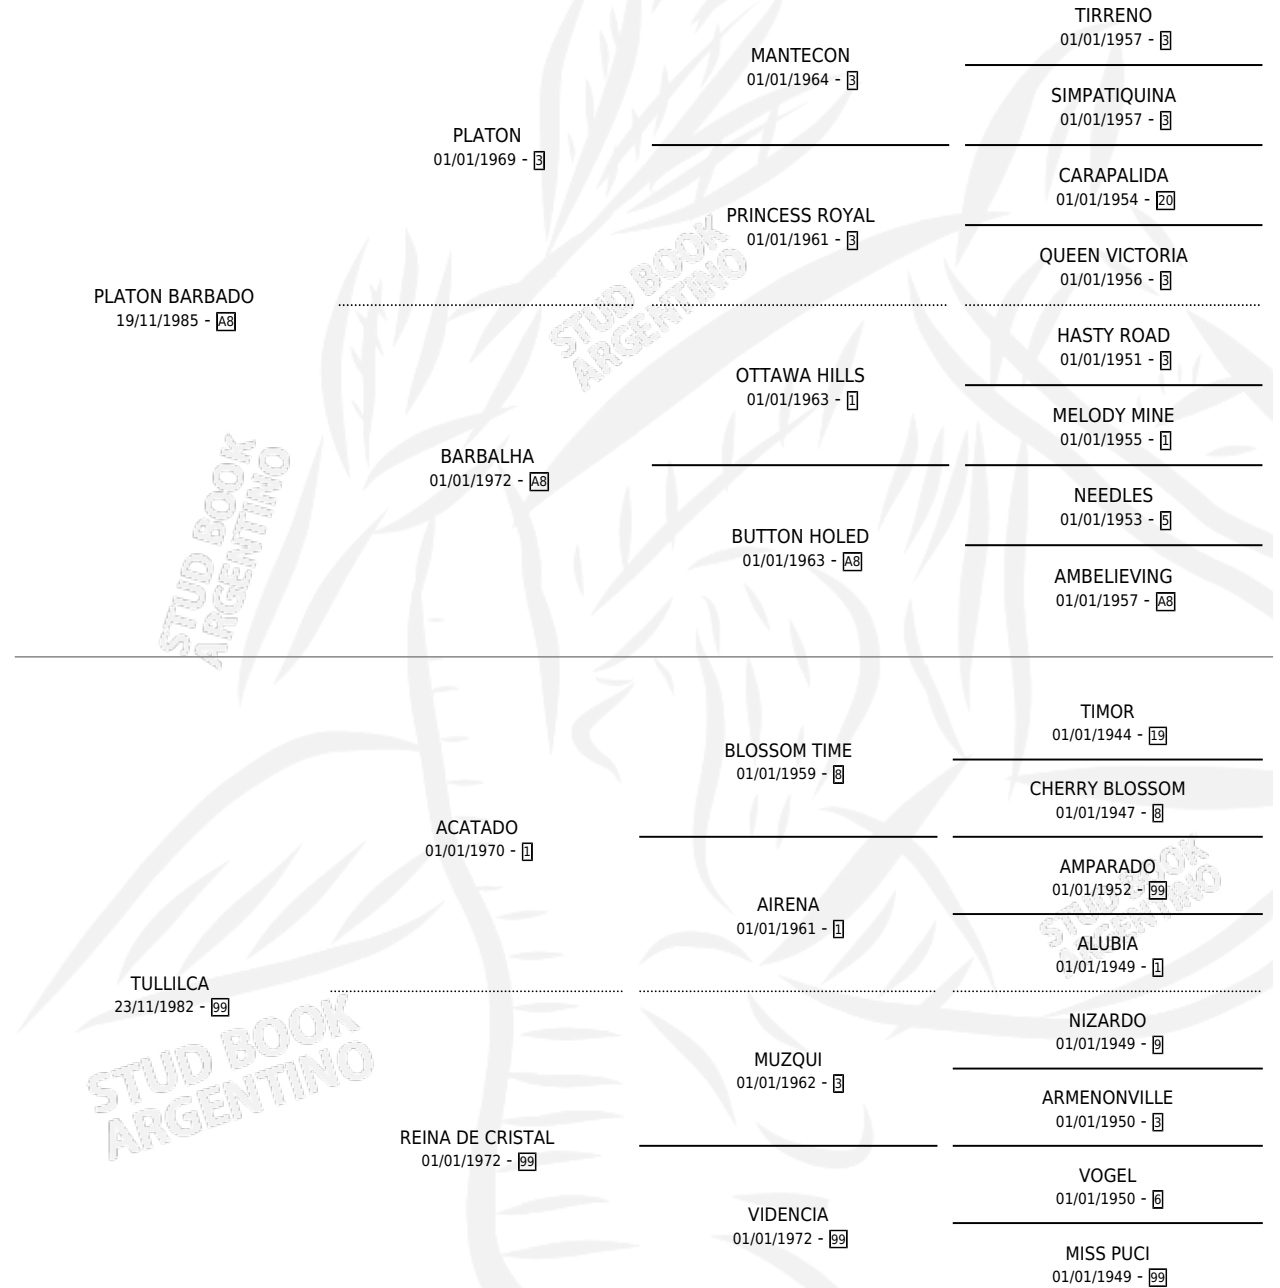 TIRRENO
01/01/1957 - 3
MANTECON
01/01/1964 - 3
SIMPATIQUINA
01/01/1957 - 3
PLATON
01/01/1969 - 3
CARAPALIDA
01/01/1954 - 20
PRINCESS ROYAL
01/01/1961 - 3
QUEEN VICTORIA
01/01/1956 - 3
PLATON BARBADO
19/11/1985 - A8
HASTY ROAD
01/01/1951 - 3
OTTAWA HILLS
01/01/1963 - 1
MELODY MINE
01/01/1955 - 1
BARBALHA
01/01/1972 - A8
NEEDLES
01/01/1953 - 5
BUTTON HOLED
01/01/1963 - A8
AMBELIEVING
01/01/1957 - A8
TIMOR
01/01/1944 - 19
BLOSSOM TIME
01/01/1959 - 8
CHERRY BLOSSOM
01/01/1947 - 8
ACATADO
01/01/1970 - 1
AMPARADO
01/01/1952 - 99
AIRENA
01/01/1961 - 1
ALUBIA
01/01/1949 - 1
TULLILCA
23/11/1982 - 99
NIZARDO
01/01/1949 - 9
MUZQUI
01/01/1962 - 3
ARMENONVILLE
01/01/1950 - 3
REINA DE CRISTAL
01/01/1972 - 99
VOGEL
01/01/1950 - 6
VIDENCIA
01/01/1972 - 99
MISS PUCI
01/01/1949 - 99
STUD BOOK
ARGENTINO
STUD BOOK
ARGENTINO
STUD BOOK
ARGENTINO
STUD BOOK
ARGENTINO